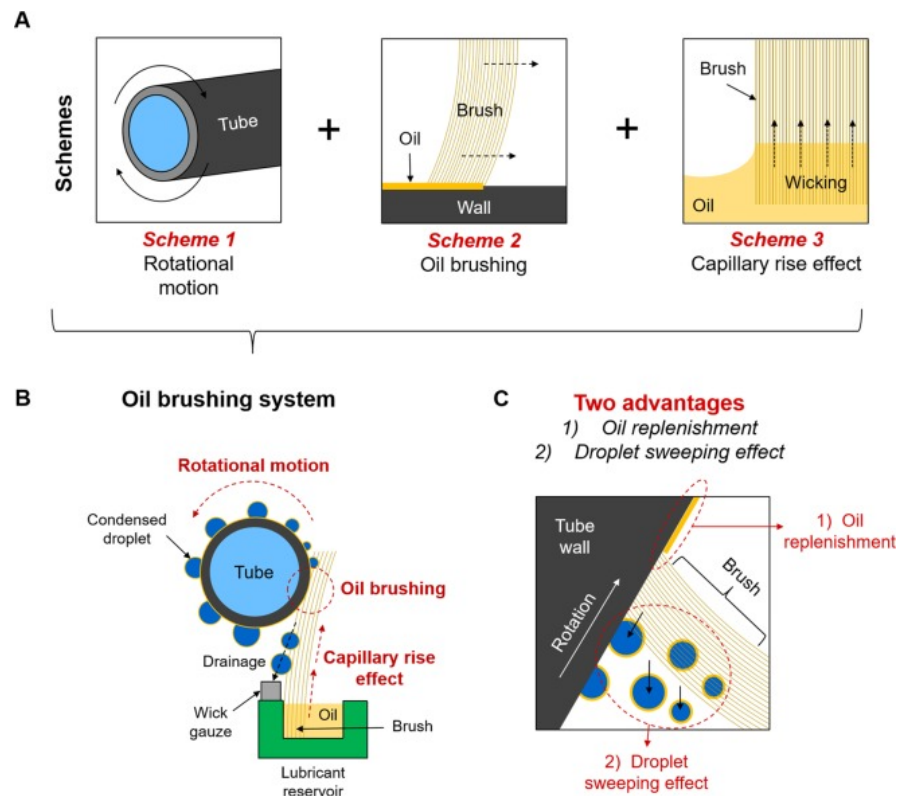 A
Schemes
Tube
+
Oil
Brush
Wall
+
Brush
Wicking
Oil
Scheme 1
Rotational
motion
Scheme 2
Oil brushing
Scheme 3
Capillary rise effect
B
Oil brushing system
Rotational motion
Condensed
droplet
Tube
Oil brushing
Drainage
Capillary rise
effect
Wick
gauze
Oil
Brush
Lubricant
reservoir
C
Two advantages
1) Oil replenishment
2) Droplet sweeping effect
Tube
wall
1) Oil
replenishment
Brush
Rotation
2) Droplet
sweeping effect